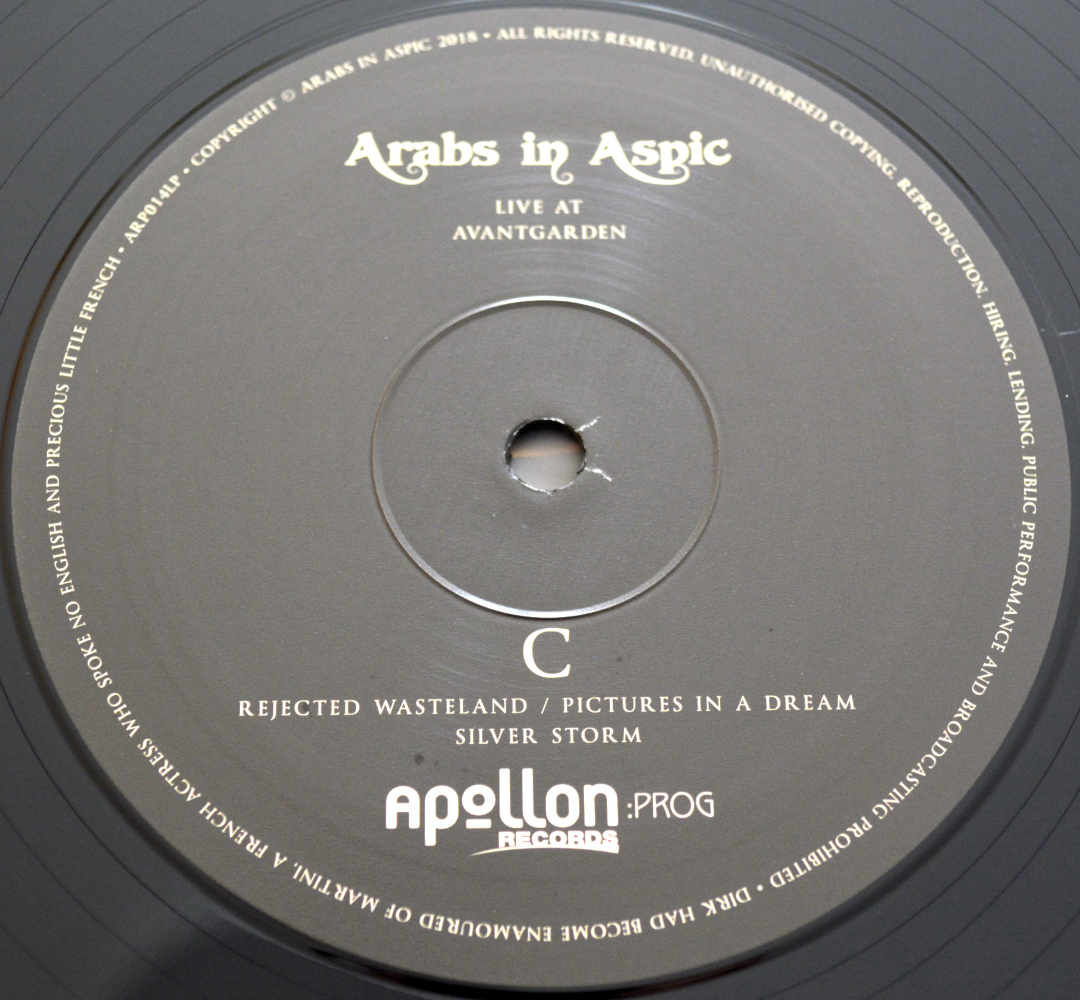 Arabs in Aspic
LIVE AT
AVANTGARDEN
C
REJECTED WASTELAND / PICTURES IN A DREAM
SILVER STORM
APOLLON :PROG
RECORDS
ARP014LP • COPYRIGHT © ARABS IN ASPIC 2018 • ALL RIGHTS RESERVED. UNAUTHORISED COPYING, REPRODUCTION, HIRING, LENDING, PUBLIC PERFORMANCE AND BROADCASTING PROHIBITED • DIRK HAD BECOME ENAMOURED OF MARTINI, A FRENCH ACTRESS WHO SPOKE NO ENGLISH AND PRECIOUS LITTLE FRENCH •